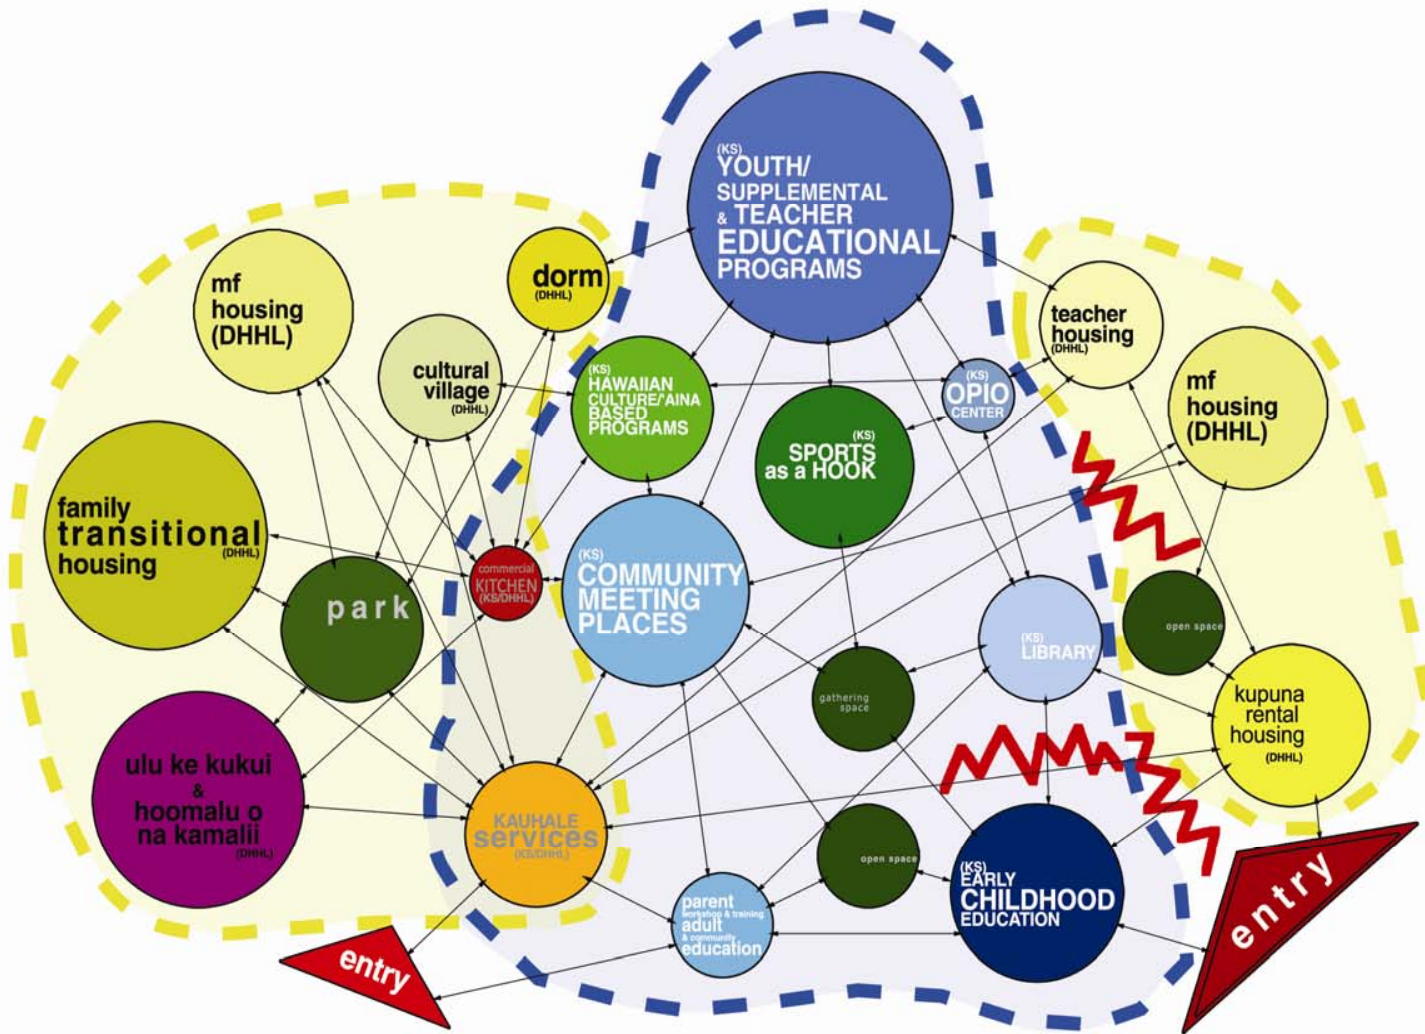 (KS)
YOUTH/
SUPPLEMENTAL
& TEACHER
EDUCATIONAL
PROGRAMS
mf
housing
(DHHL)
dorm
(DHHL)
cultural
village
(DHHL)
(KS)
HAWAIIAN
CULTURE/'AINA
BASED
PROGRAMS
(KS)
OPIO
CENTER
teacher
housing
(DHHL)
mf
housing
(DHHL)
(KS)
SPORTS
as a HOOK
family
transitional
(DHHL)
housing
park
commercial
KITCHEN
(KS/DHHL)
(KS)
COMMUNITY
MEETING
PLACES
(KS)
LIBRARY
open space
gathering
space
kupuna
rental
housing
(DHHL)
ulu ke kukui
&
hoomalu o
na kamalii
(DHHL)
KAUHALE
services
(KS/DHHL)
open space
parent
workshop & training
adult
& community
education
(KS)
EARLY
CHILDHOOD
EDUCATION
entry
entry